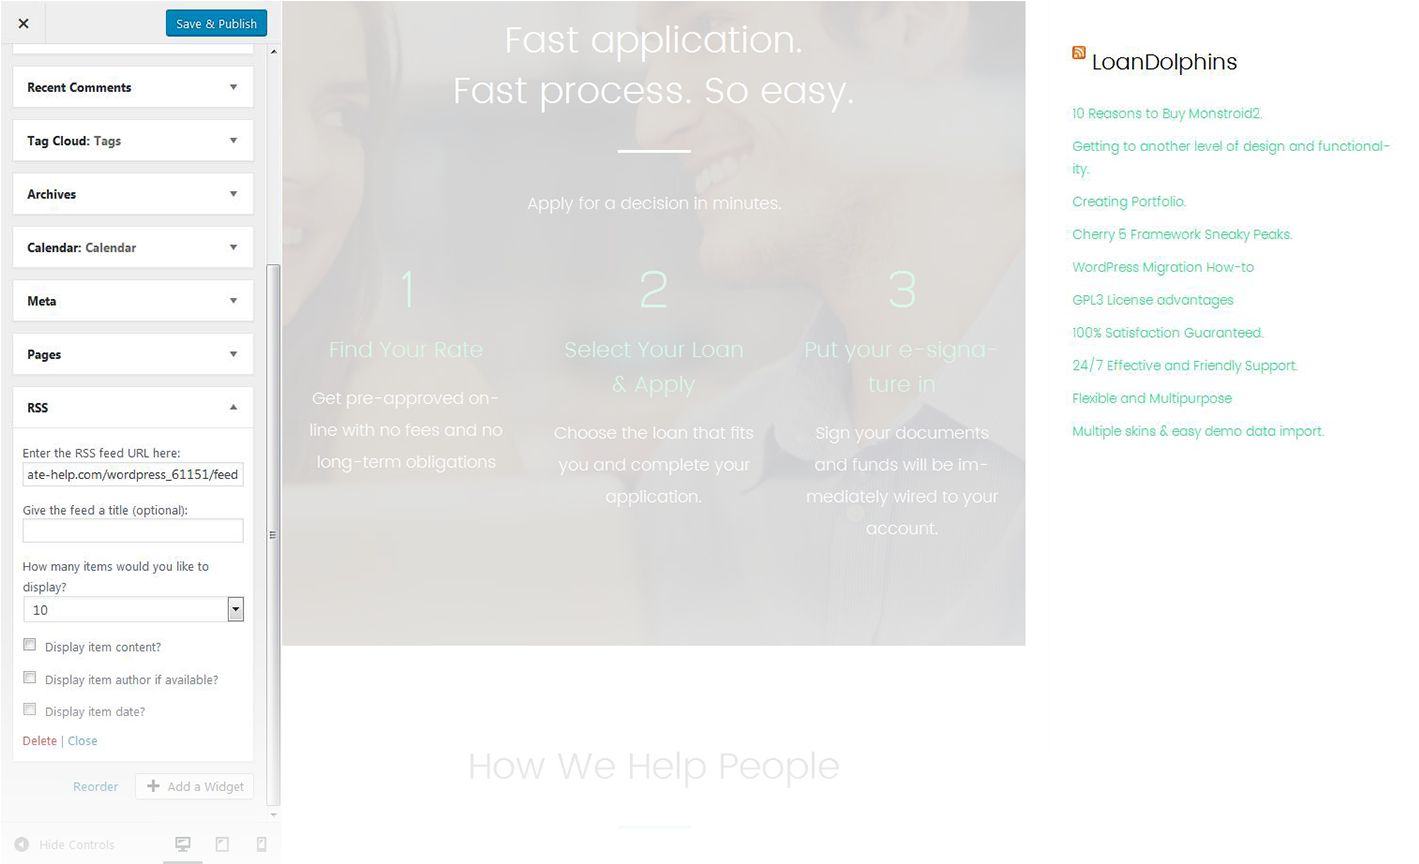 Save & Publish
Recent Comments
Tag Cloud: Tags
Archives
Calendar: Calendar
Meta
Pages
RSS
Enter the RSS feed URL here:
ate-help.com/wordpress_61151/feed
Give the feed a title (optional):
How many items would you like to
display?
10
Display item content?
Display item author if available?
Display item date?
Delete | Close
Reorder
Add a Widget
Hide Controls
Fast application.
Fast process. So easy.
Apply for a decision in minutes.
1
Find Your Rate
Get pre-approved on-
line with no fees and no
long-term obligations
2
Select Your Loan
& Apply
Choose the loan that fits
you and complete your
application.
3
Put your e-signa-
ture in
Sign your documents
and funds will be im-
mediately wired to your
account.
How We Help People
LoanDolphins
10 Reasons to Buy Monstroid2.
Getting to another level of design and functional-
ity.
Creating Portfolio.
Cherry 5 Framework Sneaky Peaks.
WordPress Migration How-to
GPL3 License advantages
100% Satisfaction Guaranteed.
24/7 Effective and Friendly Support.
Flexible and Multipurpose
Multiple skins & easy demo data import.